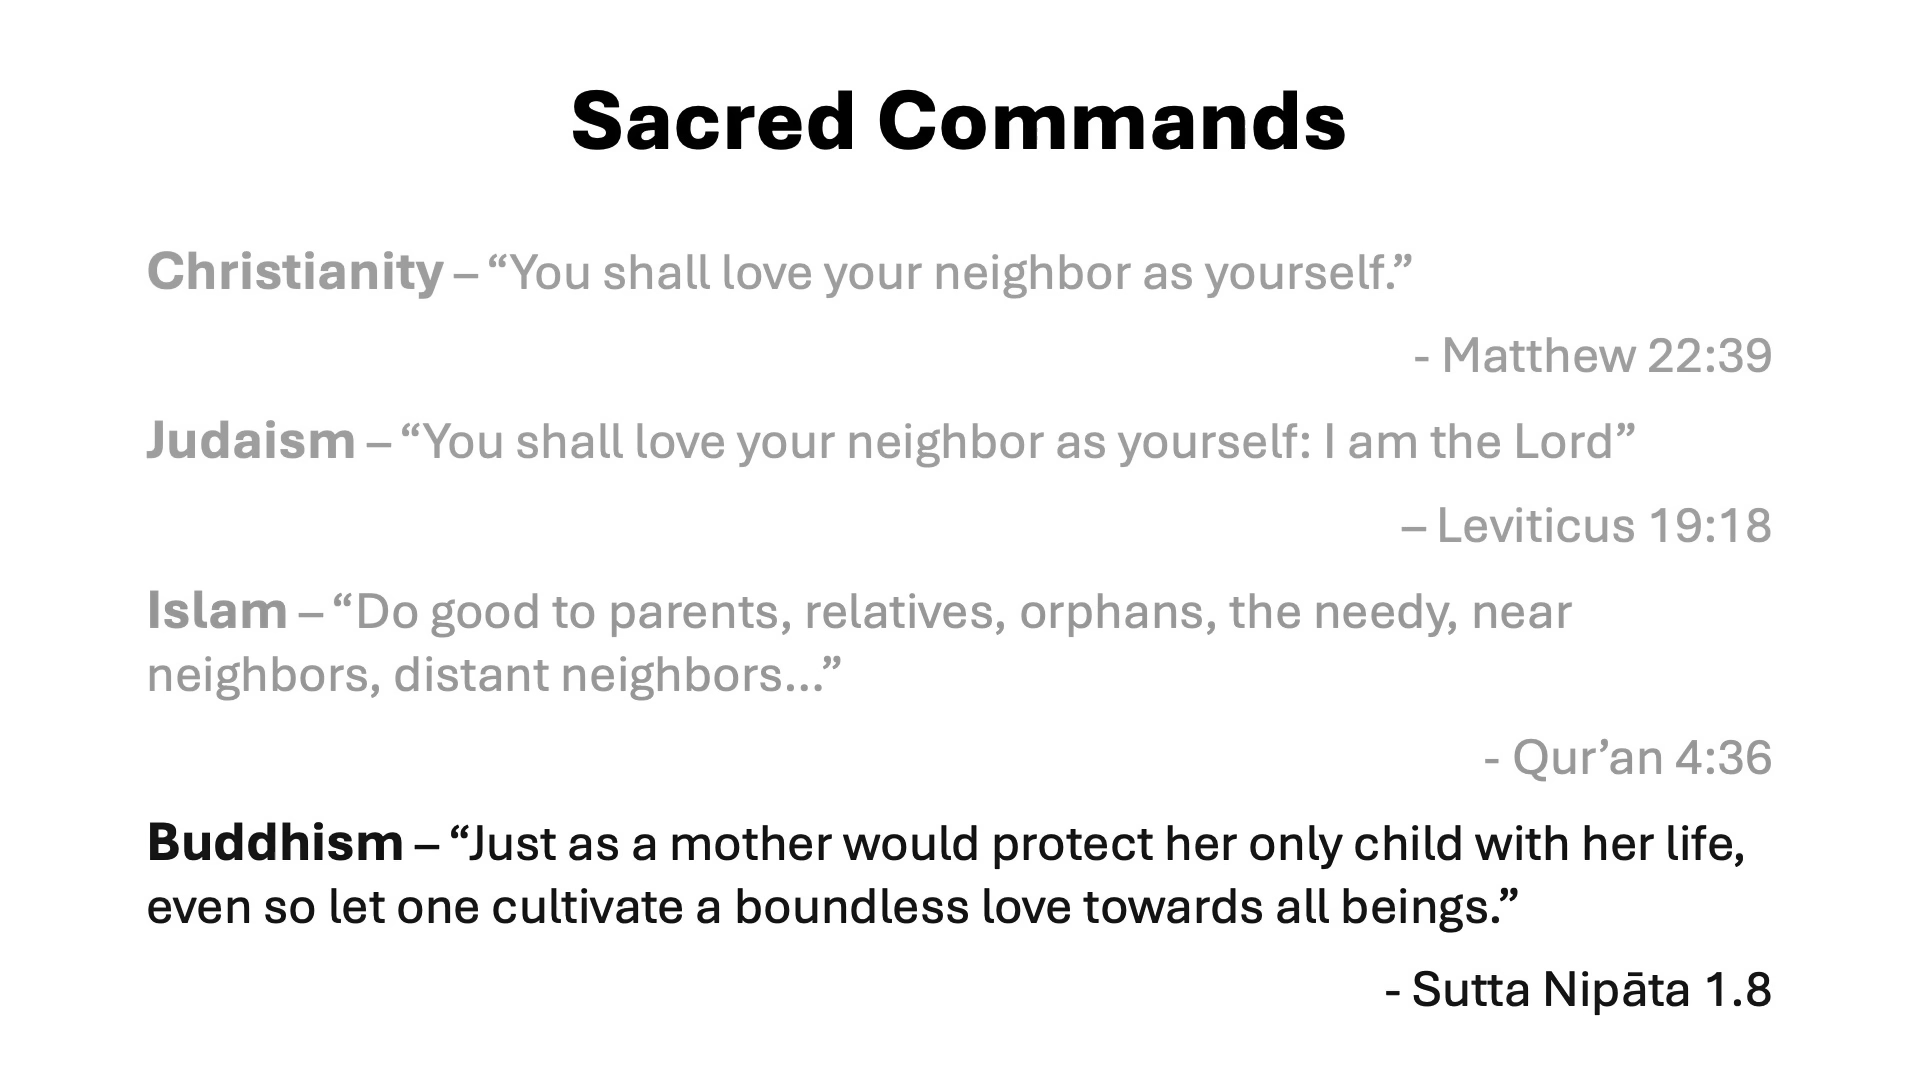 Sacred Commands
Christianity – “You shall love your neighbor as yourself.”
- Matthew 22:39
Judaism – “You shall love your neighbor as yourself: I am the Lord”
– Leviticus 19:18
Islam – “Do good to parents, relatives, orphans, the needy, near
neighbors, distant neighbors…”
- Qur’an 4:36
Buddhism – “Just as a mother would protect her only child with her life,
even so let one cultivate a boundless love towards all beings.”
- Sutta Nipāta 1.8